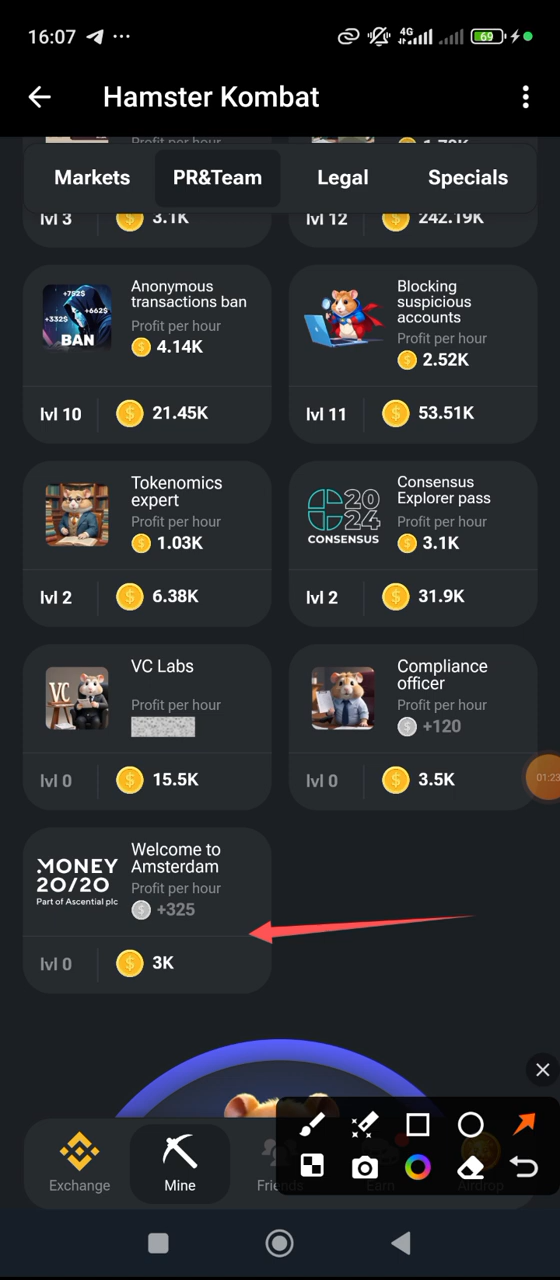 16:07
4G
69
Hamster Kombat
Profit per hour
Markets
PR&Team
Legal
Specials
lvl 3
3.1K
lvl 12
242.19K
+752$
+662$
+332$
BAN
Anonymous
transactions ban
Profit per hour
4.14K
lvl 10
21.45K
Blocking
suspicious
accounts
Profit per hour
2.52K
lvl 11
53.51K
Tokenomics
expert
Profit per hour
1.03K
lvl 2
6.38K
2024
CONSENSUS
Consensus
Explorer pass
Profit per hour
3.1K
lvl 2
31.9K
VC
VC Labs
Profit per hour
lvl 0
15.5K
Compliance
officer
Profit per hour
+120
lvl 0
3.5K
01:23
MONEY
20/20
Part of Ascential plc
Welcome to
Amsterdam
Profit per hour
+325
lvl 0
3K
Exchange
Mine
Friends
Earn
Airdrop